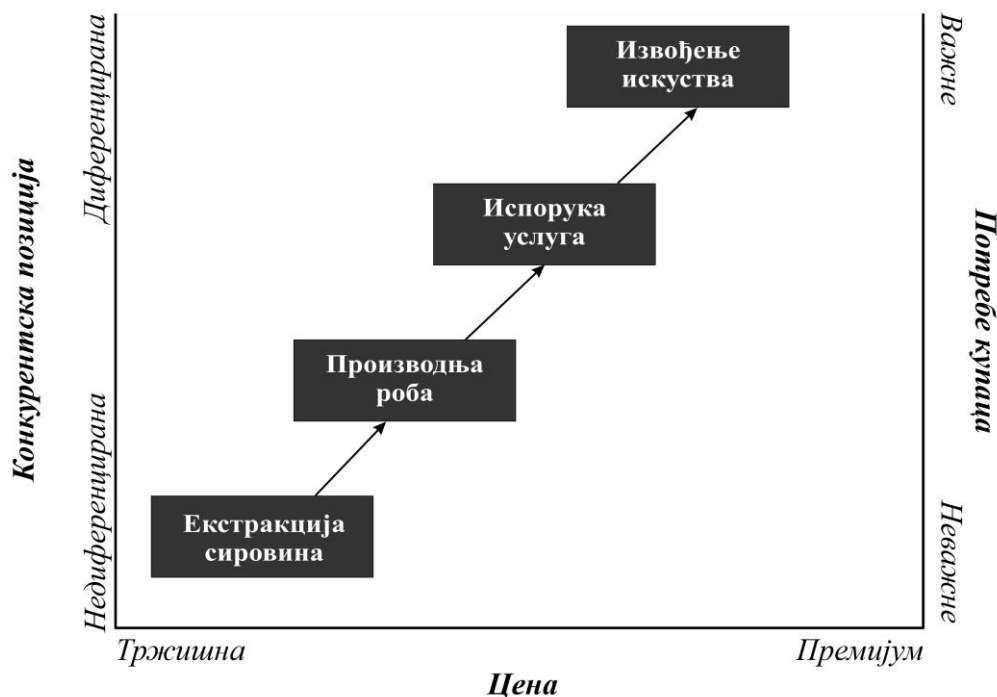 Конкурентска позиција
Диференцирана
Недиференцирана
Извођење
искуства
Испорука
услуга
Производња
роба
Екстракција
сировина
Важне
Неважне
Потребе купаца
Тржишна
Премијум
Цена